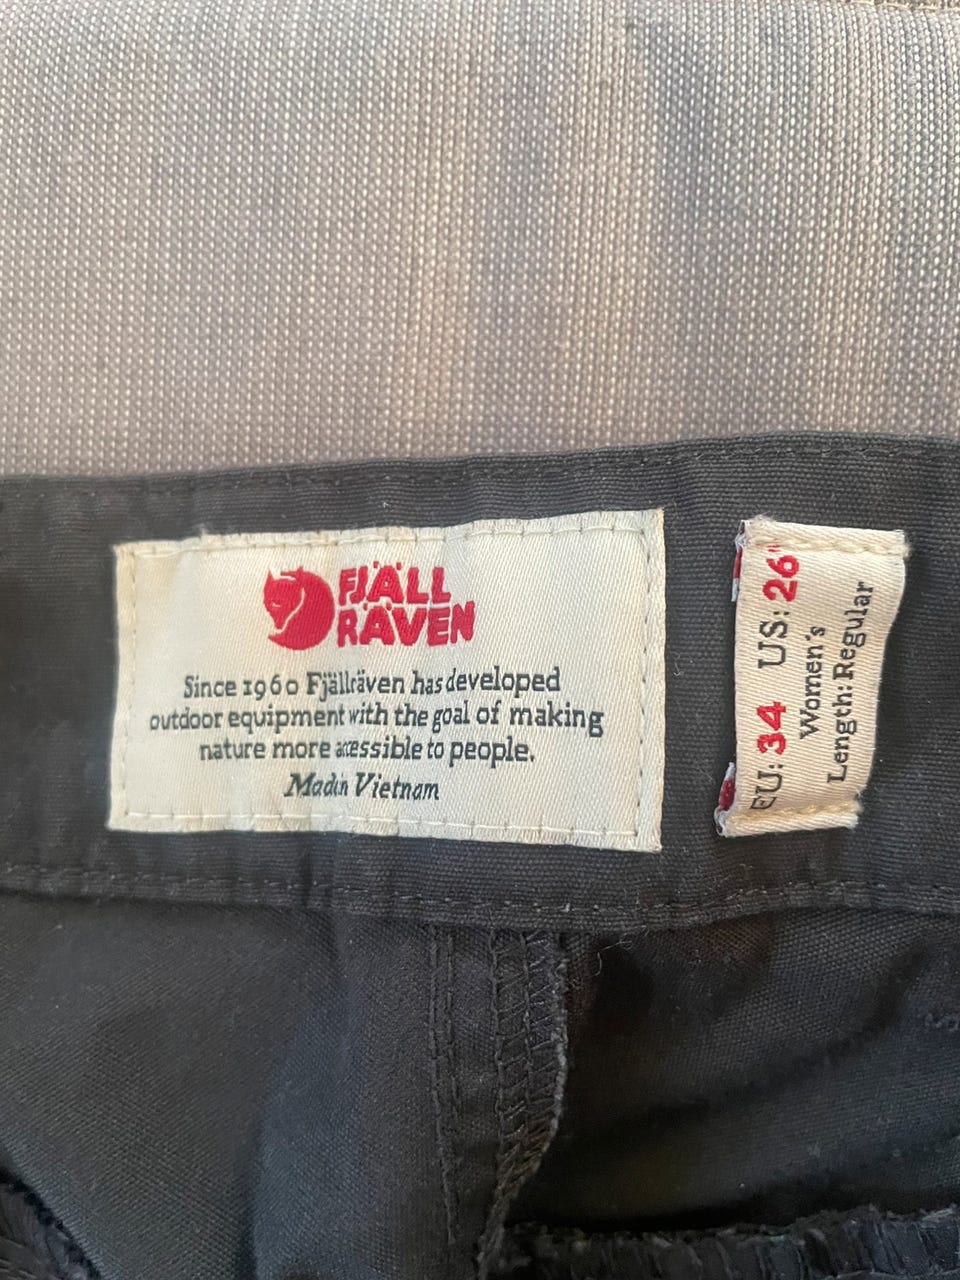 FJÄLL
RÄVEN
Since 1960 Fjällräven has developed
outdoor equipment with the goal of making
nature more accessible to people.
Made in Vietnam
EU: 34 US: 26"
Women's
Length: Regular